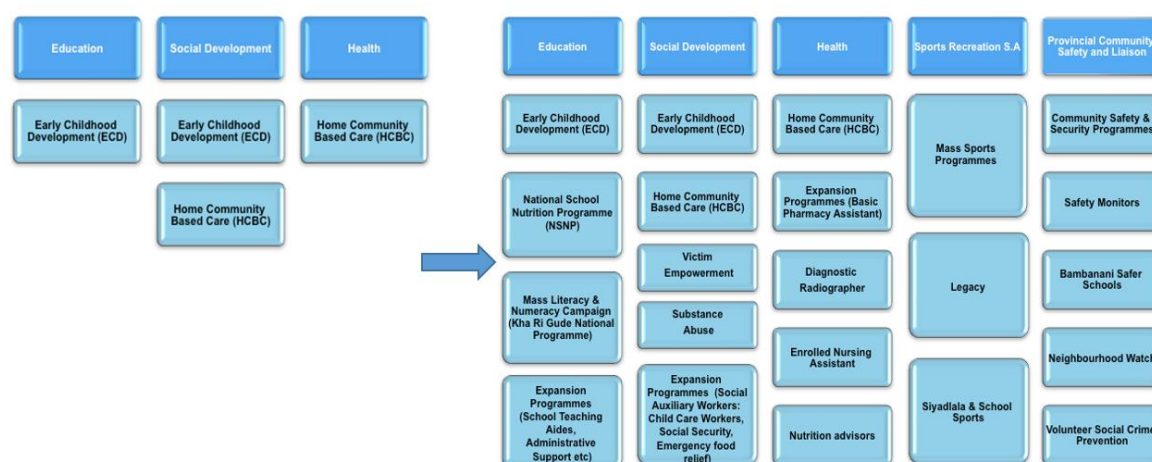 Education
Social Development
Health
Early Childhood
Development (ECD)
Early Childhood
Development (ECD)
Home Community
Based Care (HCBC)
Home Community
Based Care (HCBC)
Education
Social Development
Health
Sports Recreation S.A
Provincial Community
Safety and Liaison
Early Childhood
Development (ECD)
National School
Nutrition Programme
(NSNP)
Mass Literacy &
Numeracy Campaign
(Kha Ri Gude National
Programme)
Expansion
Programmes
(School Teaching
Aides,
Administrative
Support etc)
Early Childhood
Development (ECD)
Home Community
Based Care (HCBC)
Victim
Empowerment
Substance
Abuse
Expansion
Programmes (Social
Auxiliary Workers:
Child Care Workers,
Social Security,
Emergency food
relief)
Home Community
Based Care (HCBC)
Expansion
Programmes (Basic
Pharmacy Assistant)
Diagnostic
Radiographer
Enrolled Nursing
Assistant
Nutrition advisors
Mass Sports
Programmes
Legacy
Siyadlala & School
Sports
Community Safety &
Security Programmes
Safety Monitors
Bambanani Safer
Schools
Neighbourhood Watch
Volunteer Social Crime
Prevention